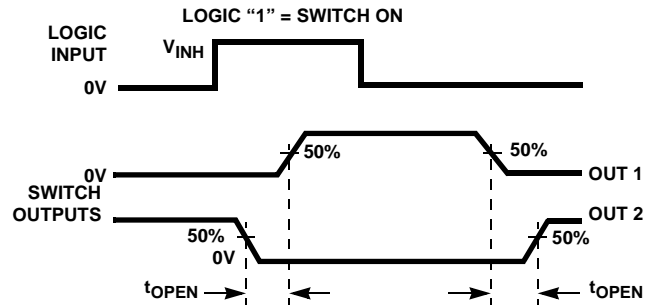 LOGIC “1” = SWITCH ON
LOGIC
INPUT
VINH
0V
0V
50%
50%
OUT 1
SWITCH
OUTPUTS
OUT 2
50%
0V
50%
tOPEN
tOPEN